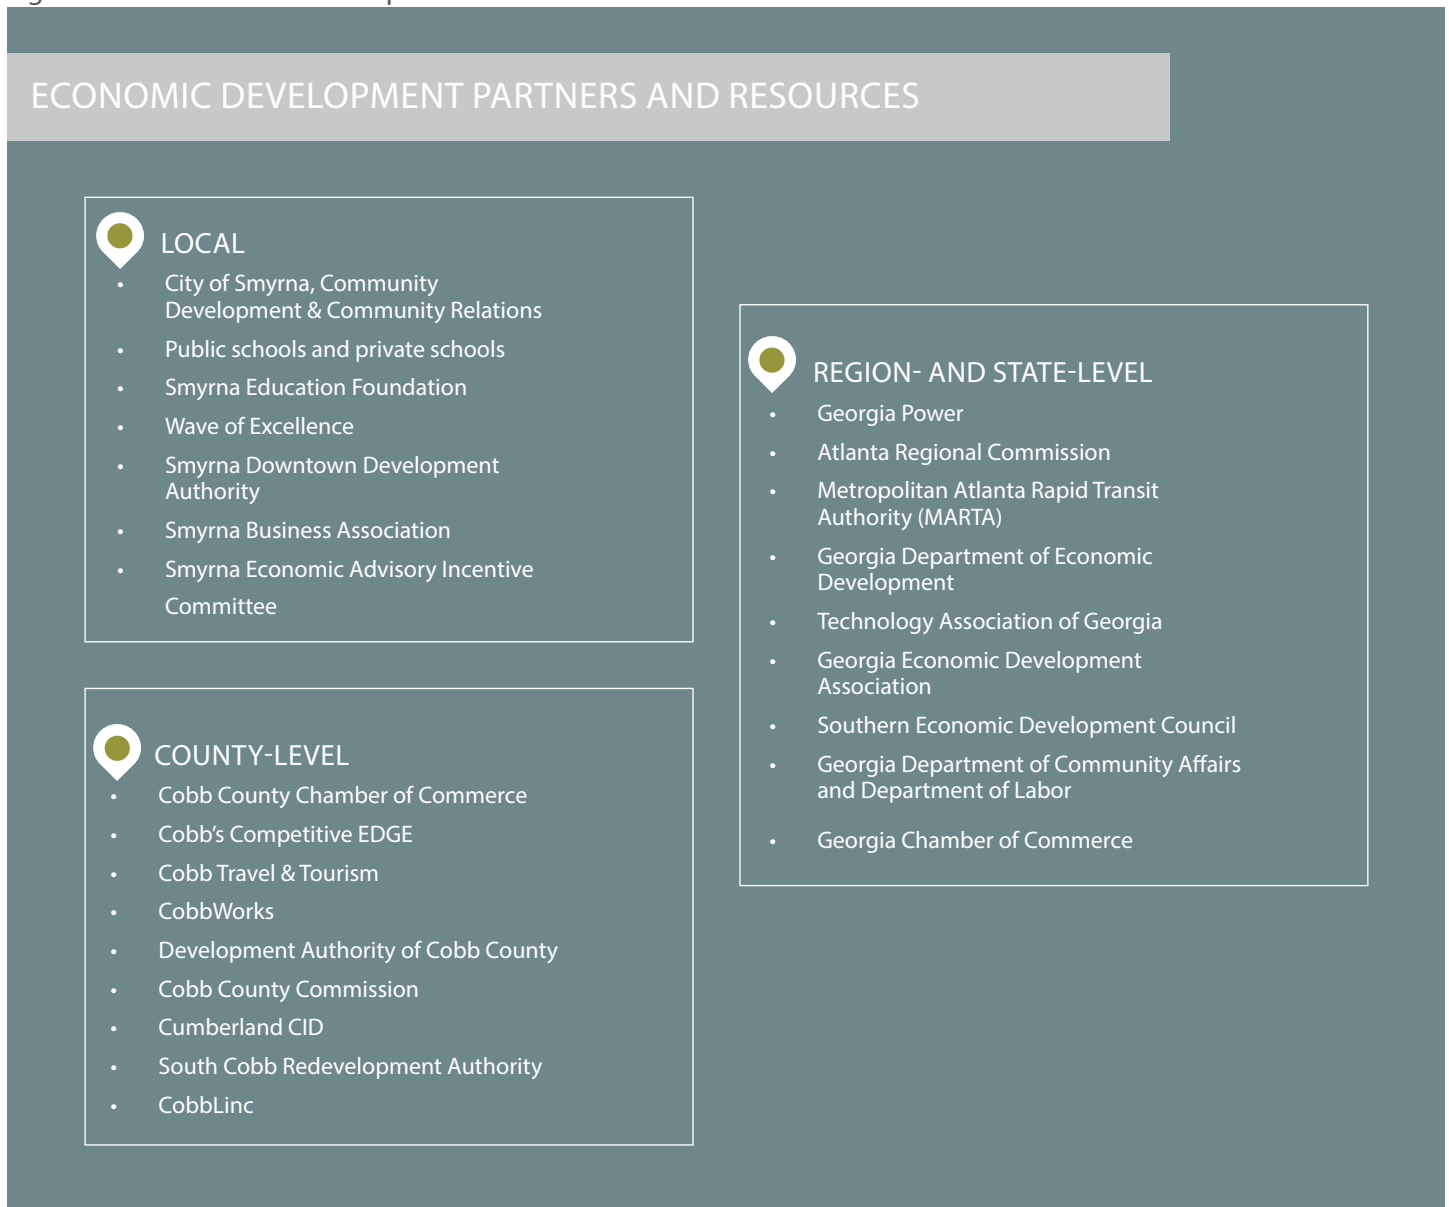 ECONOMIC DEVELOPMENT PARTNERS AND RESOURCES
LOCAL
• City of Smyrna, Community
Development & Community Relations
• Public schools and private schools
• Smyrna Education Foundation
• Wave of Excellence
• Smyrna Downtown Development
Authority
• Smyrna Business Association
• Smyrna Economic Advisory Incentive
Committee
COUNTY-LEVEL
• Cobb County Chamber of Commerce
• Cobb's Competitive EDGE
• Cobb Travel & Tourism
• CobbWorks
• Development Authority of Cobb County
• Cobb County Commission
• Cumberland CID
• South Cobb Redevelopment Authority
• CobbLinc
REGION- AND STATE-LEVEL
• Georgia Power
• Atlanta Regional Commission
• Metropolitan Atlanta Rapid Transit
Authority (MARTA)
• Georgia Department of Economic
Development
• Technology Association of Georgia
• Georgia Economic Development
Association
• Southern Economic Development Council
• Georgia Department of Community Affairs
and Department of Labor
• Georgia Chamber of Commerce